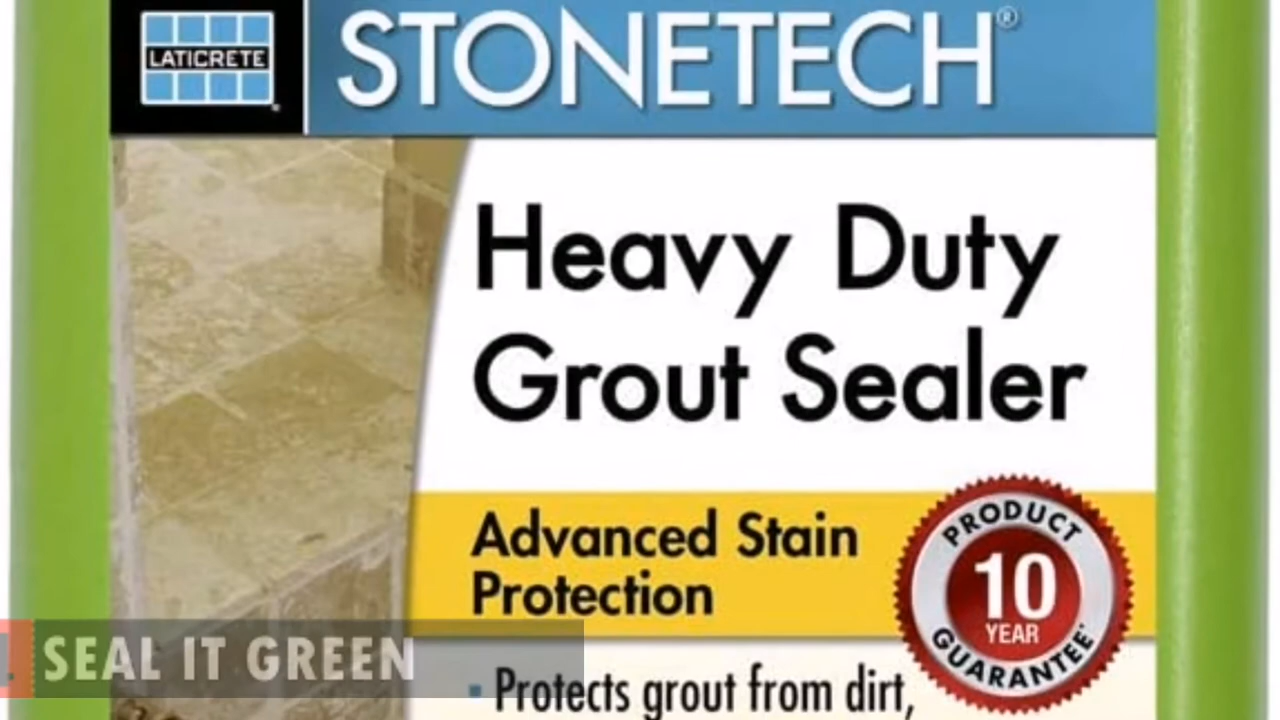 LATICRETE
STONETECH®
Heavy Duty
Grout Sealer
Advanced Stain
Protection
PRODUCT
10
YEAR
GUARANTEE*
SEAL IT GREEN
▪ Protects grout from dirt,